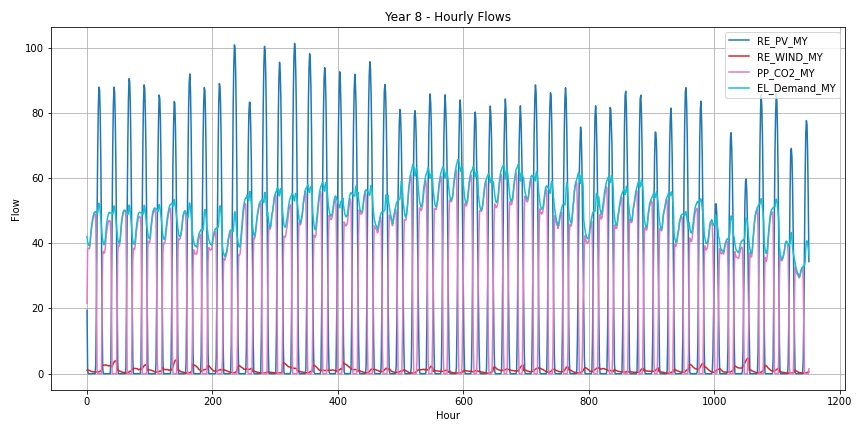 Year 8 - Hourly Flows
RE_PV_MY
RE_WIND_MY
PP_CO2_MY
EL_Demand_MY
Flow
100
80
60
40
20
0
0 200 400 600 800 1000 1200
Hour